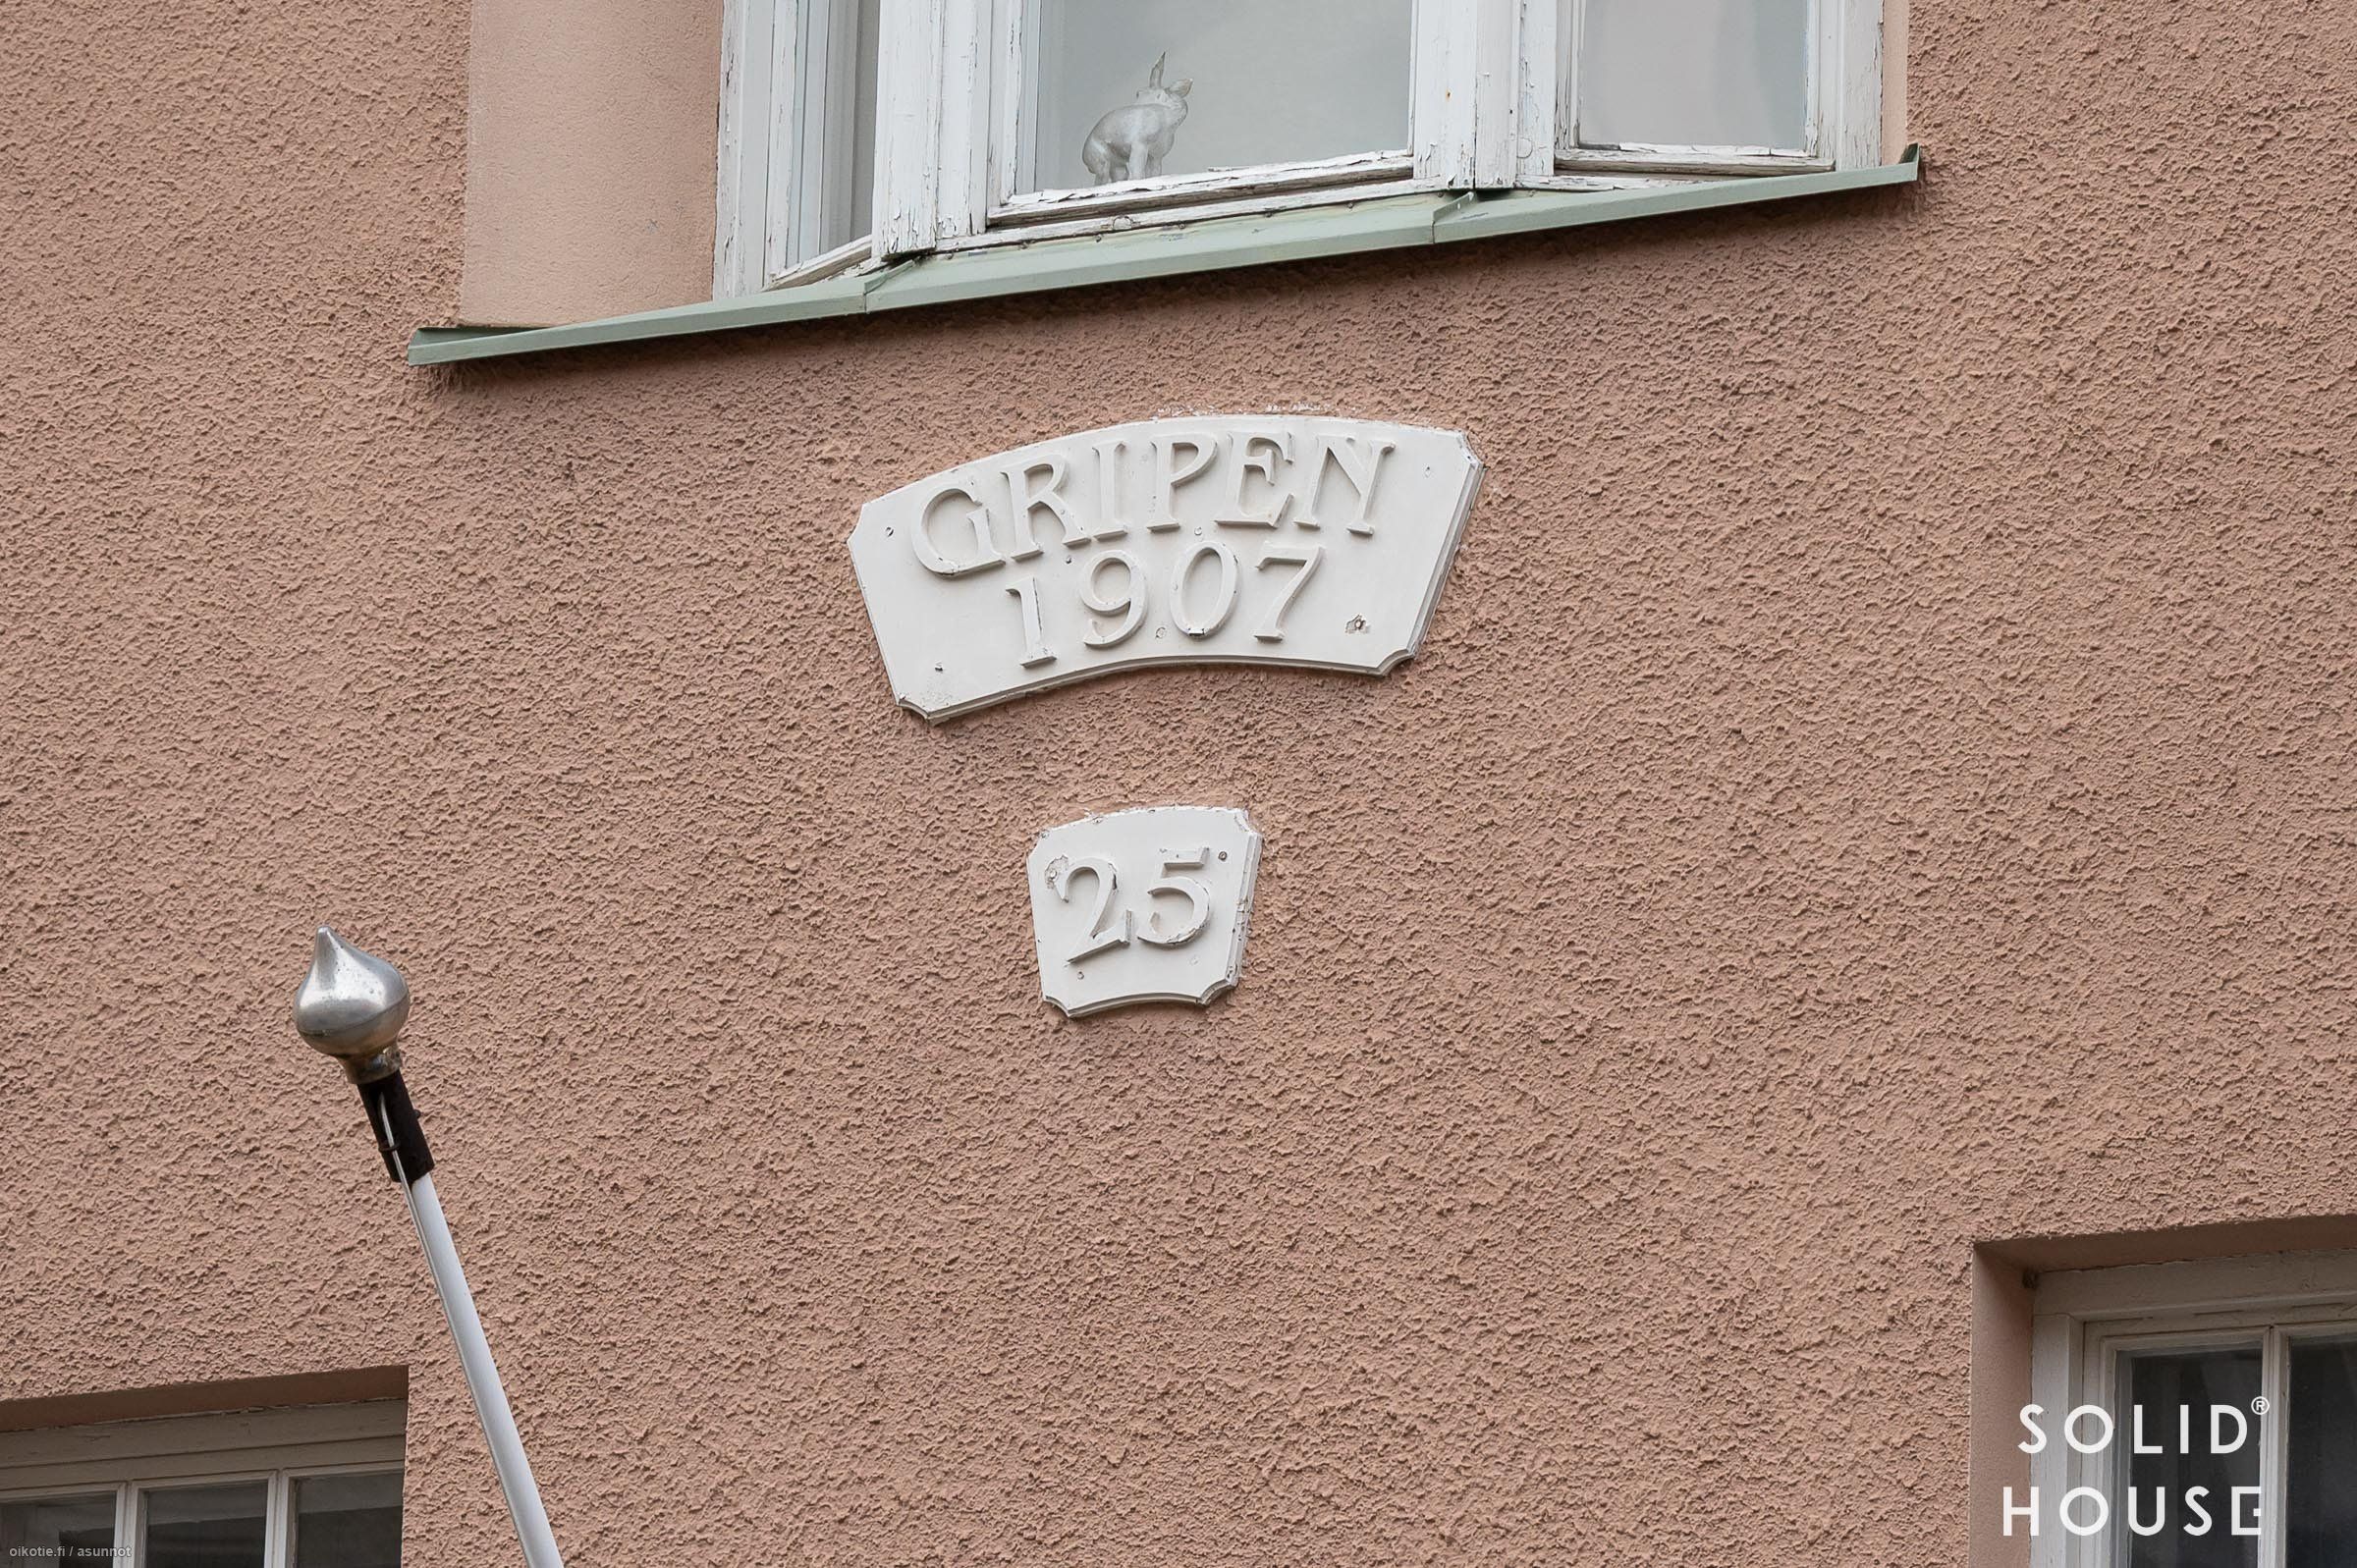 GRIPEN
1907
25
SOLID®
HOUSE
oikotie.fi / asunnot